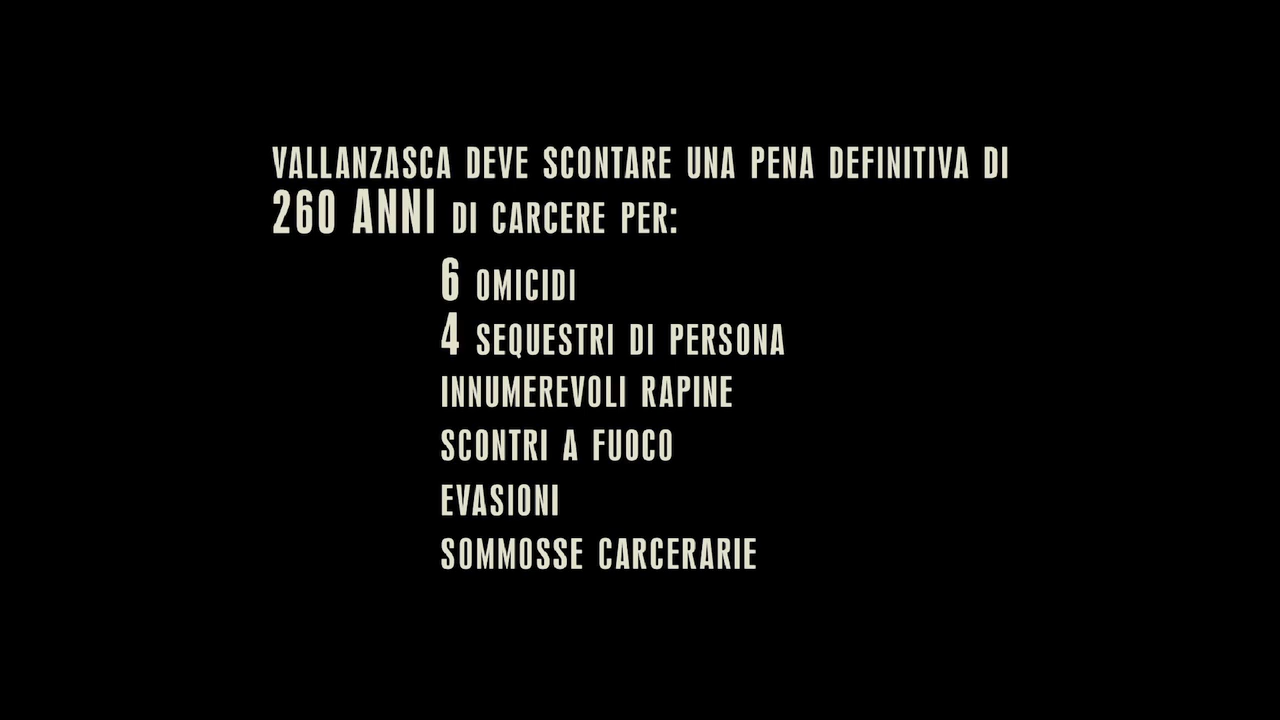 VALLANZASCA DEVE SCONTARE UNA PENA DEFINITIVA DI
260 ANNI DI CARCERE PER:
6 OMICIDI
4 SEQUESTRI DI PERSONA
INNUMEREVOLI RAPINE
SCONTRI A FUOCO
EVASIONI
SOMMOSSE CARCERARIE